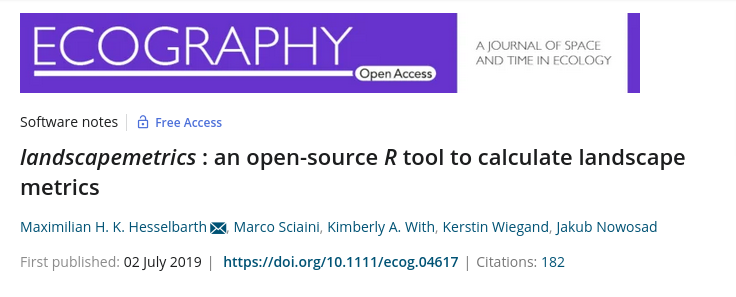 ECOGRAPHY
Open Access
A JOURNAL OF SPACE
AND TIME IN ECOLOGY
Software notes | Free Access
landscapemetrics : an open-source R tool to calculate landscape
metrics
Maximilian H. K. Hesselbarth, Marco Sciaini, Kimberly A. With, Kerstin Wiegand, Jakub Nowosad
First published: 02 July 2019 | https://doi.org/10.1111/ecog.04617 | Citations: 182